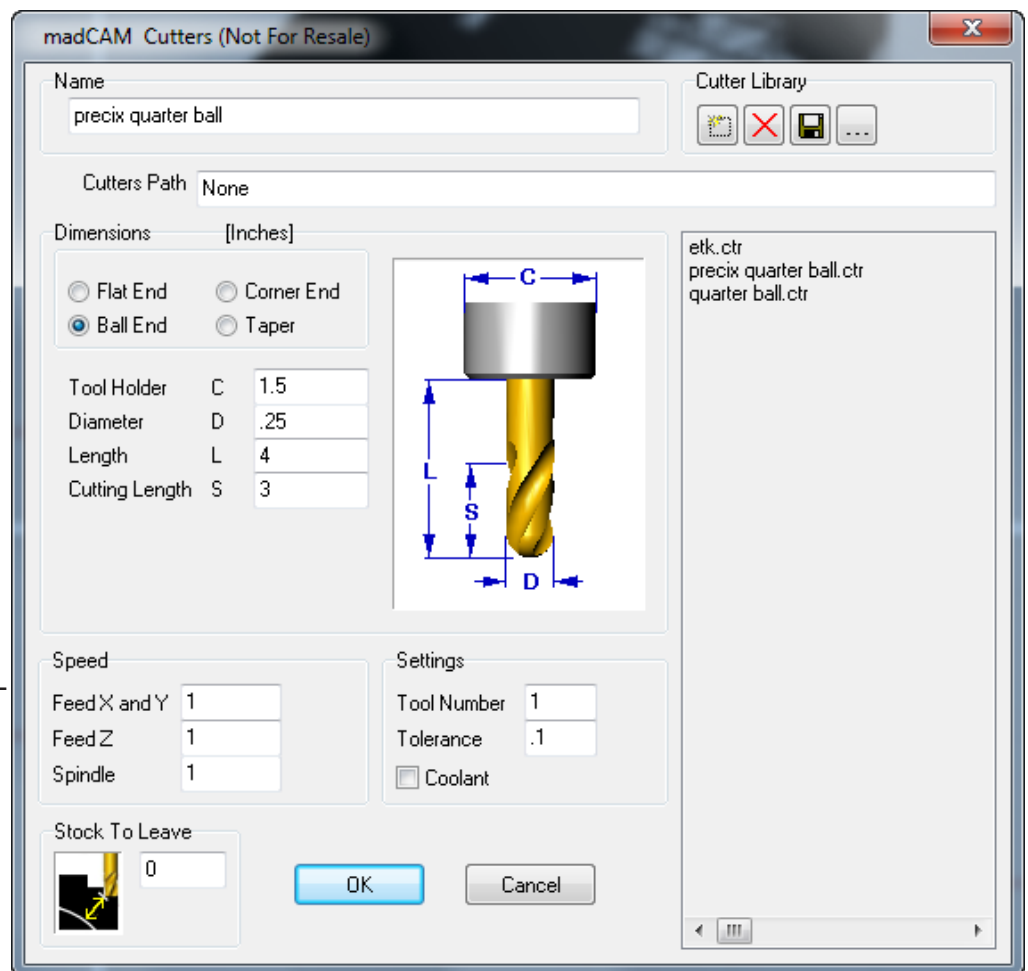 madCAM Cutters (Not For Resale)
Name
precix quarter ball
Cutter Library
...
Cutters Path None
Dimensions [Inches]
Flat End Corner End
Ball End Taper
Tool Holder C 1.5
Diameter D .25
Length L 4
Cutting Length S 3
C
L
S
D
etk.ctr
precix quarter ball.ctr
quarter ball.ctr
Speed
Feed X and Y 1
Feed Z 1
Spindle 1
Settings
Tool Number 1
Tolerance .1
Coolant
Stock To Leave
0
OK Cancel